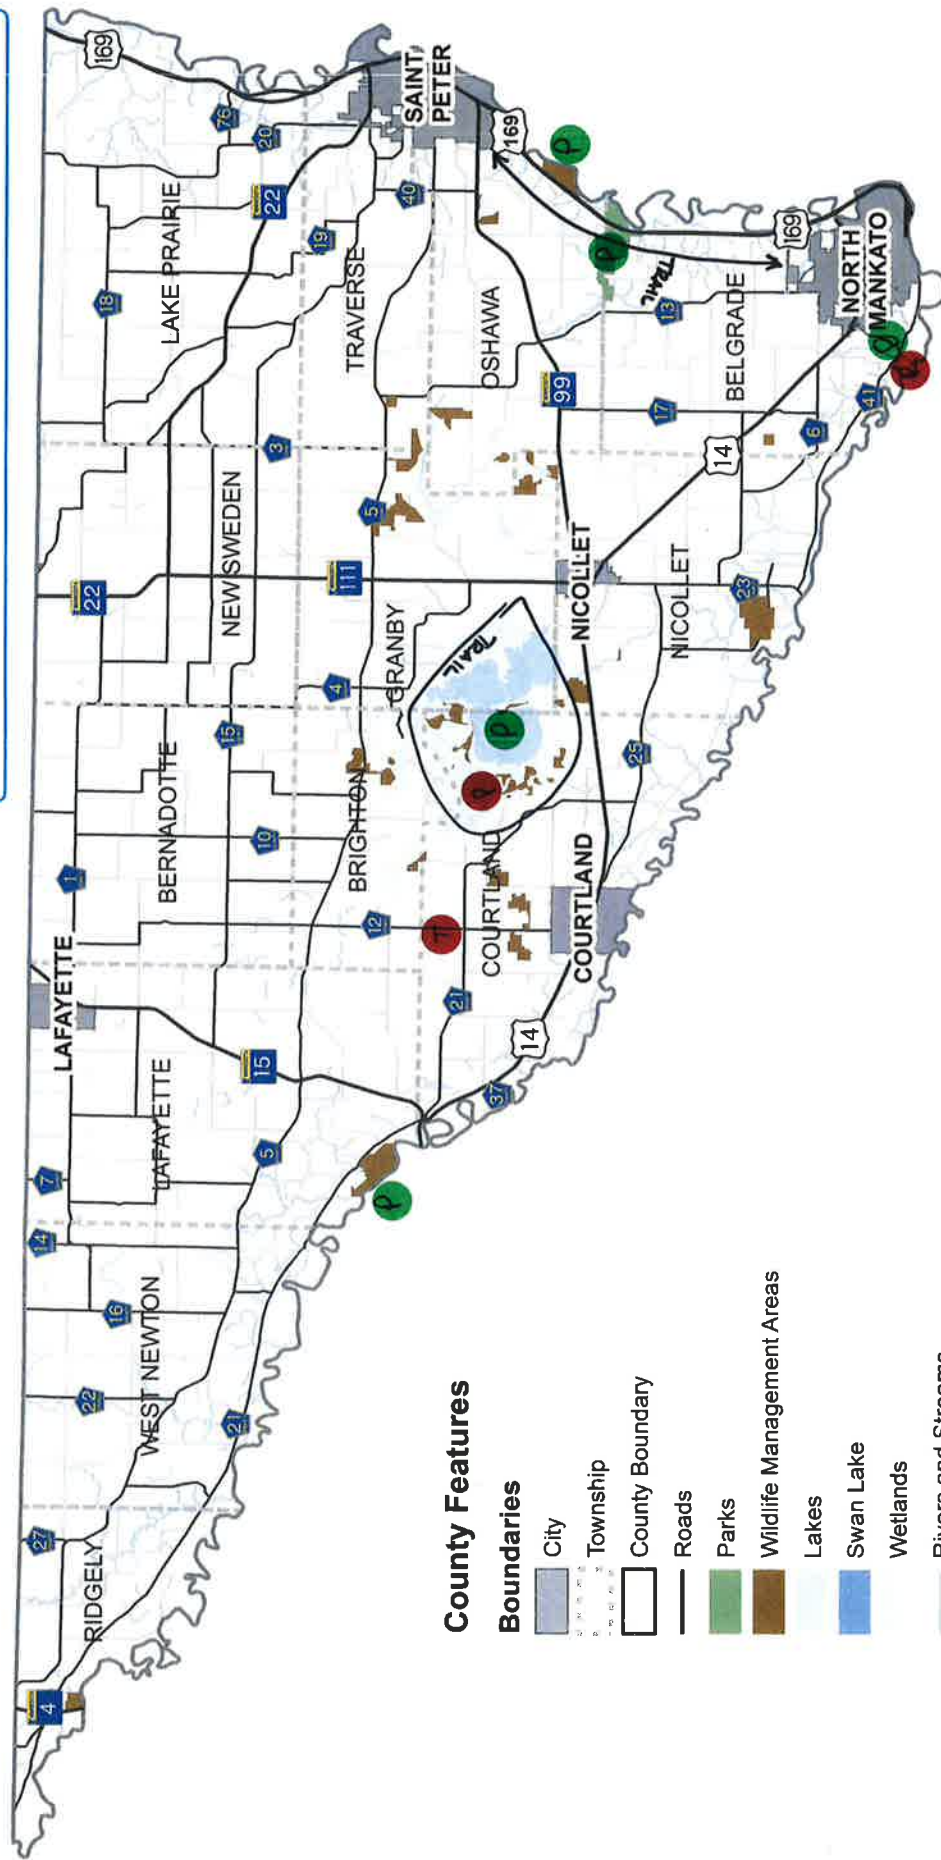 169
76
20
22
18
LAKE PRAIRIE
19
TRAVERSE
40
SAINT
PETER
169
P
3
NEW SWEDEN
22
111
5
OSHAWA
99
P
TRAIL
13
BELGRADE
17
169
NORTH
MANKATO
P
R
41
6
14
NICOLLET
NICOLLET
23
GRANBY
4
TRAIL
P
R
15
BERNADOTTE
10
BRIGHTON
12
H
COURTLAND
COURTLAND
25
21
14
37
1
LAFAYETTE
15
LAFAYETTE
5
7
14
P
16
WEST NEWTON
22
21
27
RIDGELY
4
County Features
Boundaries
City
Township
County Boundary
Roads
Parks
Wildlife Management Areas
Lakes
Swan Lake
Wetlands
Rivers and Streams